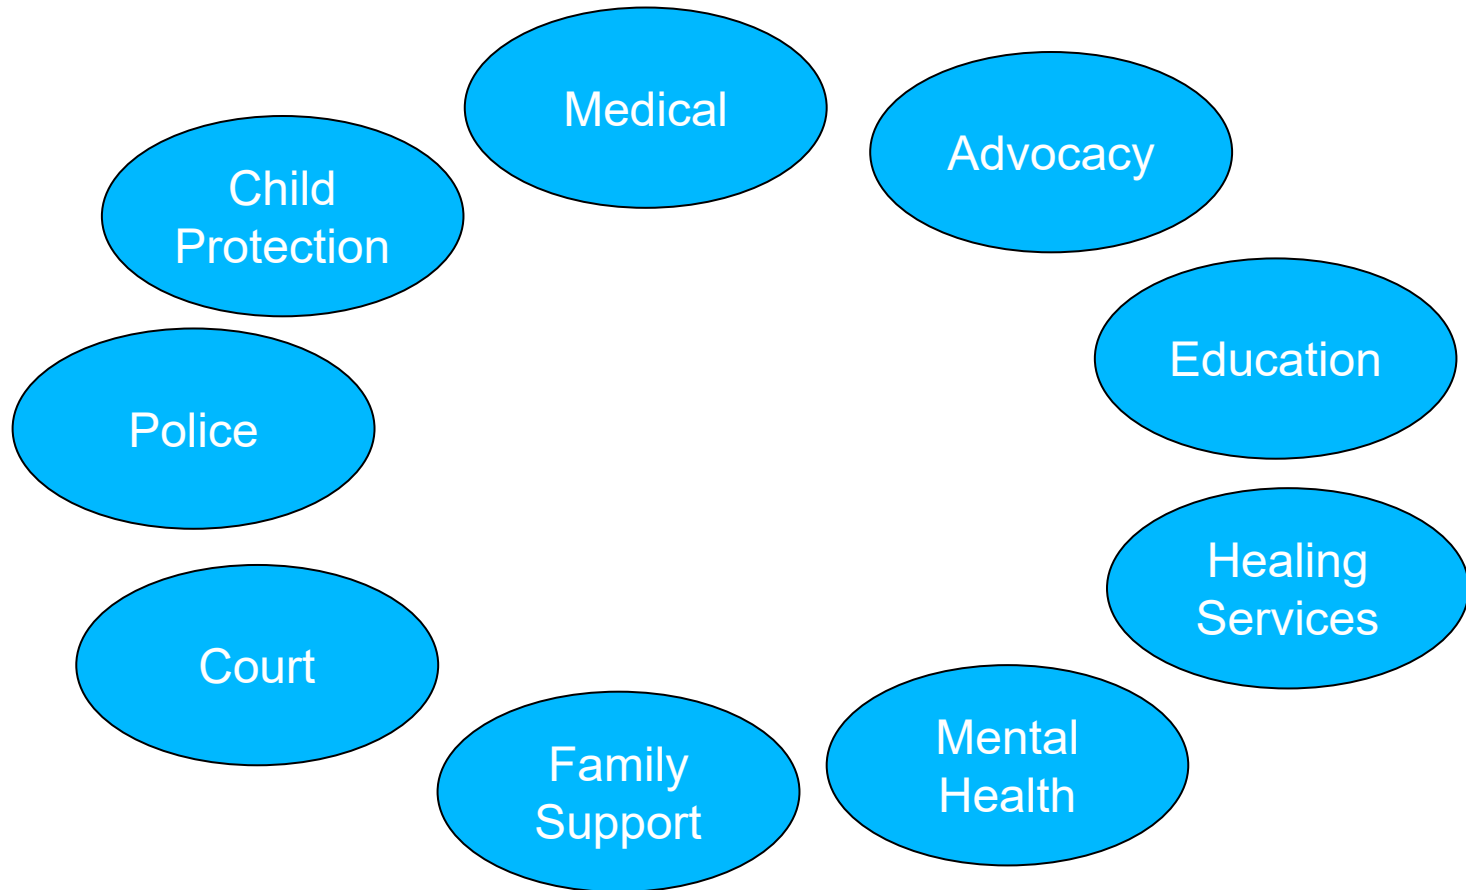 Medical
Advocacy
Child
Protection
Education
Police
Healing
Services
Court
Mental
Health
Family
Support